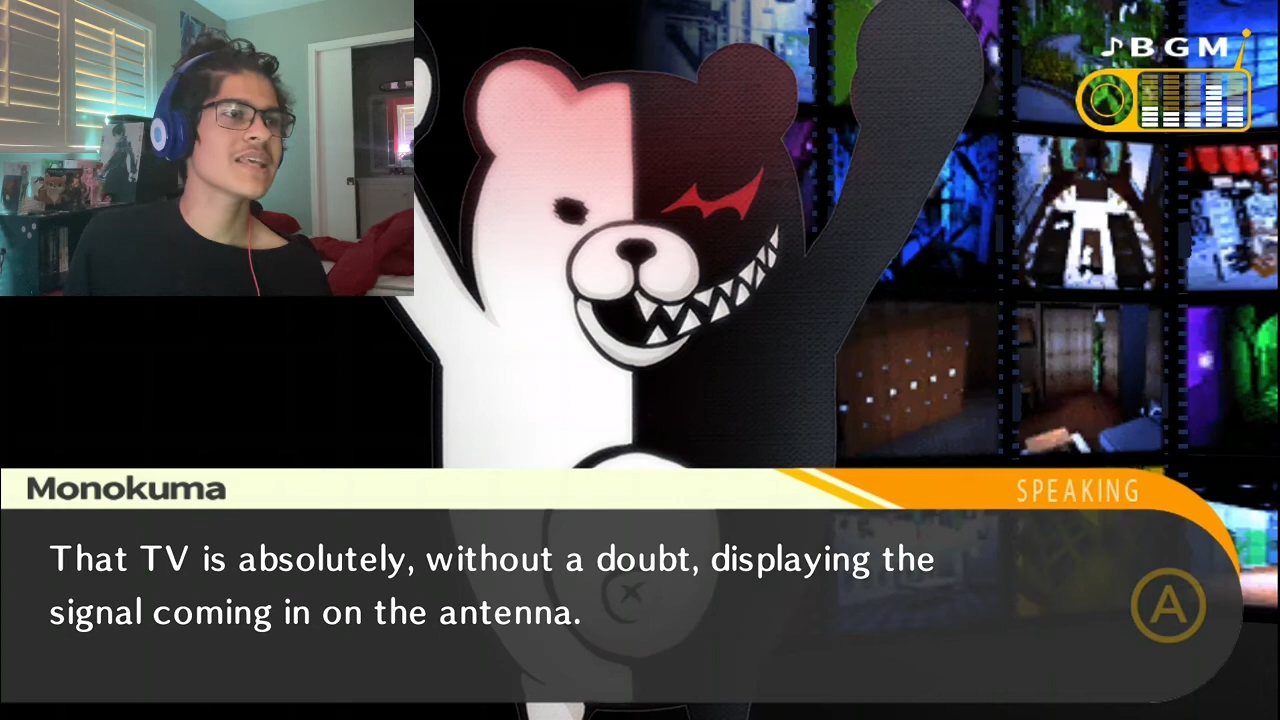 ♪BGM
Monokuma
SPEAKING
That TV is absolutely, without a doubt, displaying the
signal coming in on the antenna.
A